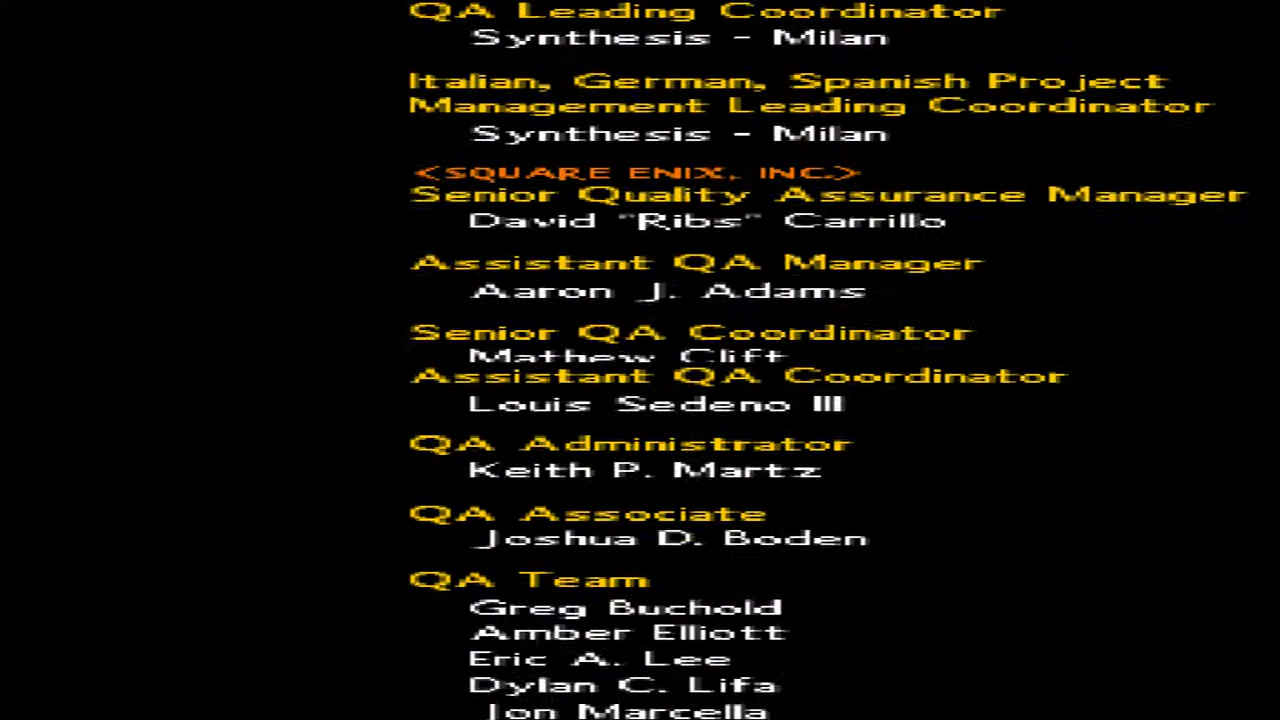 QA Leading Coordinator
Synthesis - Milan
Italian, German, Spanish Project
Management Leading Coordinator
Synthesis - Milan
<SQUARE ENIX, INC.>
Senior Quality Assurance Manager
David "Ribs" Carrillo
Assistant QA Manager
Aaron J. Adams
Senior QA Coordinator
Mathew Clift
Assistant QA Coordinator
Louis Sedeno III
QA Administrator
Keith P. Martz
QA Associate
Joshua D. Boden
QA Team
Greg Buchold
Amber Elliott
Eric A. Lee
Dylan C. Lifa
Jon Marcella